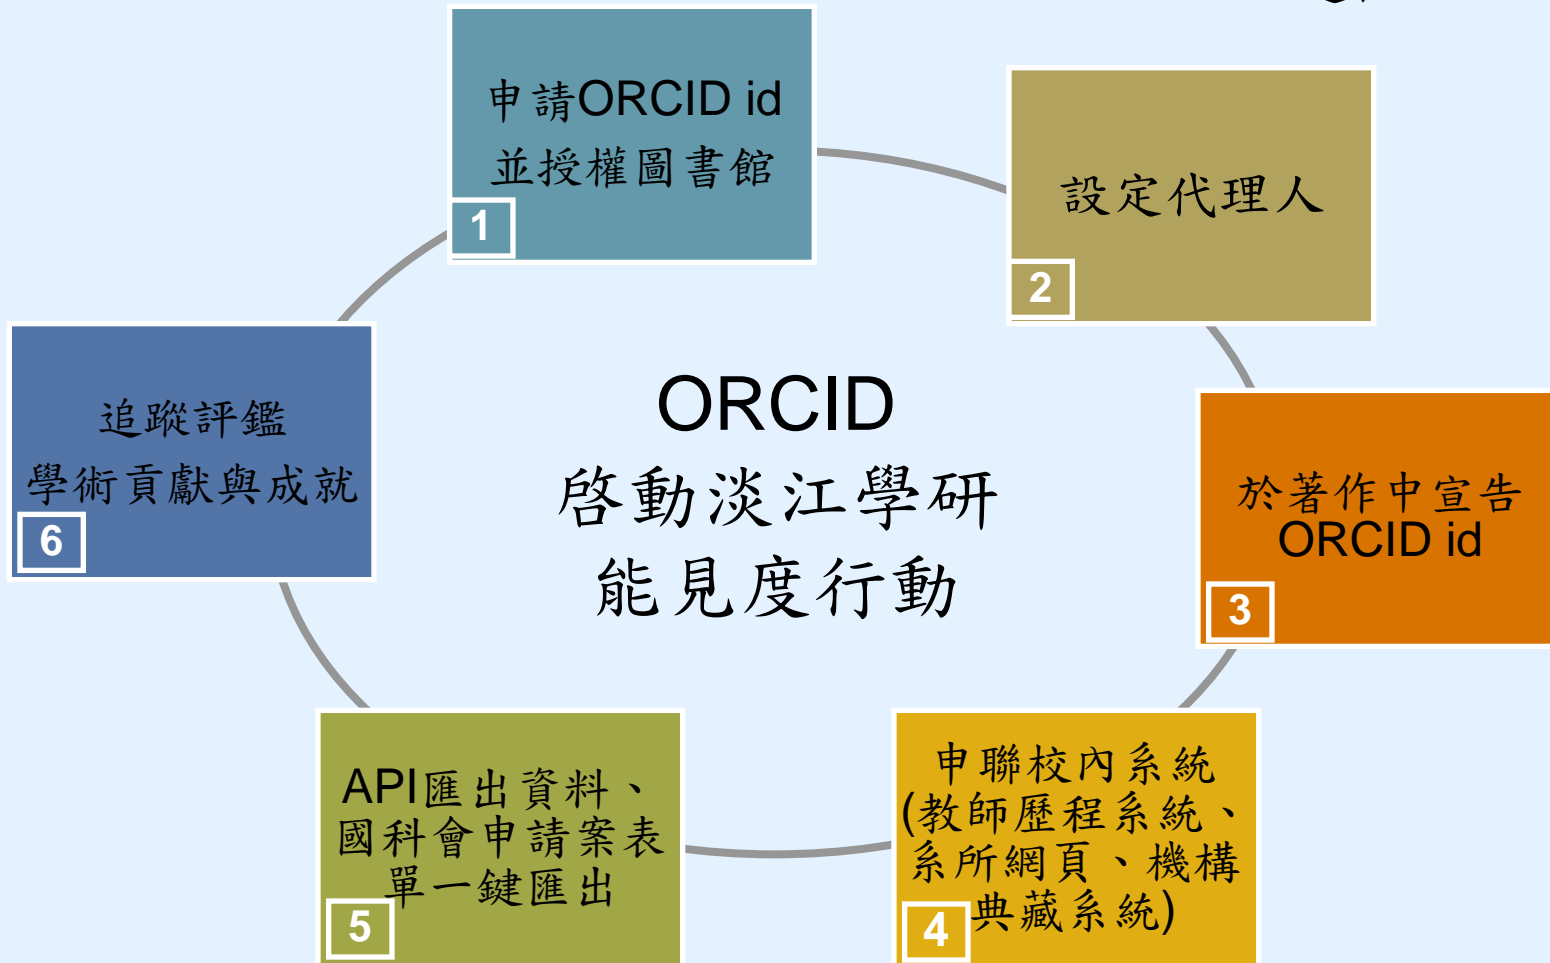 申請ORCID id
並授權圖書館
1
設定代理人
2
於著作中宣告
ORCID id
3
申聯校內系統
(教師歷程系統、
系所網頁、機構
典藏系統)
4
API匯出資料、
國科會申請案表
單一鍵匯出
5
追蹤評鑑
學術貢獻與成就
6
ORCID
啓動淡江學研
能見度行動